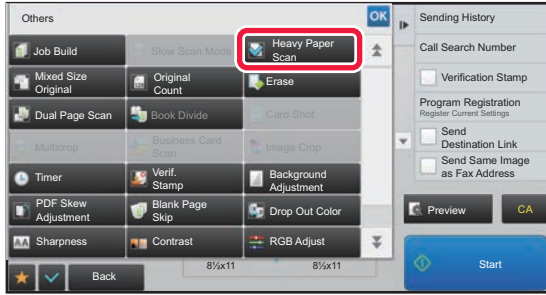 Others
OK
Job Build
Slow Scan Mode
Heavy Paper
Scan
Mixed Size
Original
Original
Count
Erase
Dual Page Scan
Book Divide
Card Shot
Multicrop
Business Card
Scan
Image Crop
Timer
Verif.
Stamp
Background
Adjustment
PDF Skew
Adjustment
Blank Page
Skip
Drop Out Color
AA Sharpness
Contrast
RGB Adjust
Back
8½x11
8½x11
Sending History
Call Search Number
Verification Stamp
Program Registration
Register Current Settings
Send
Destination Link
Send Same Image
as Fax Address
Preview
CA
Start